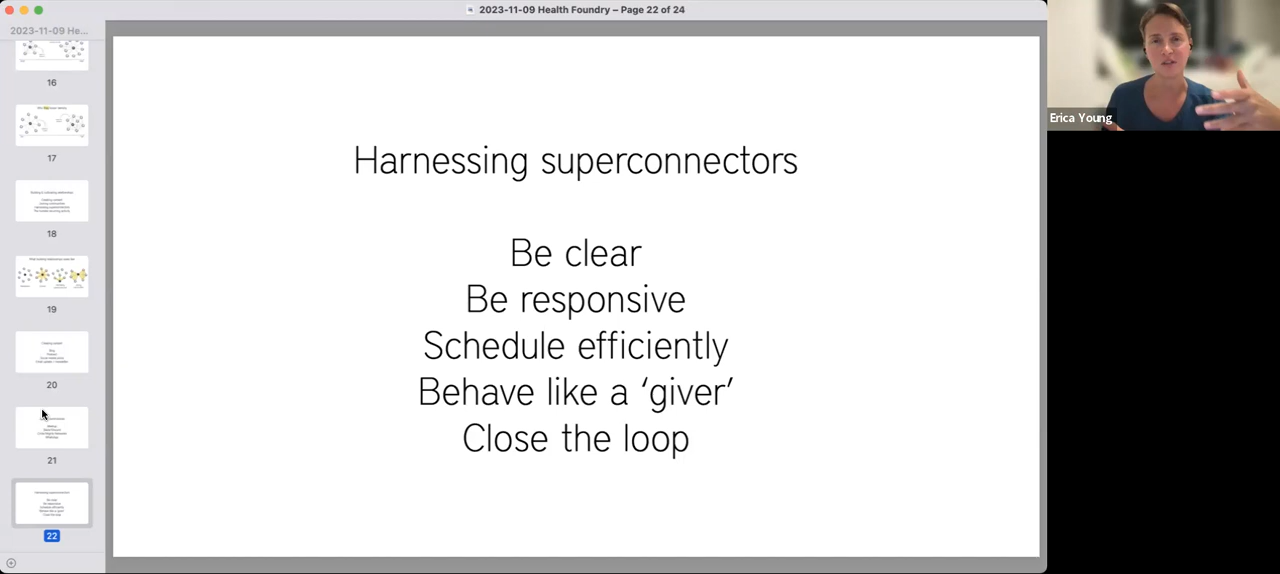 2023-11-09 Health Foundry – Page 22 of 24
2023-11-09 He...
16
17
18
19
20
21
22
Harnessing superconnectors
Be clear
Be responsive
Schedule efficiently
Behave like a ‘giver’
Close the loop
Erica Young